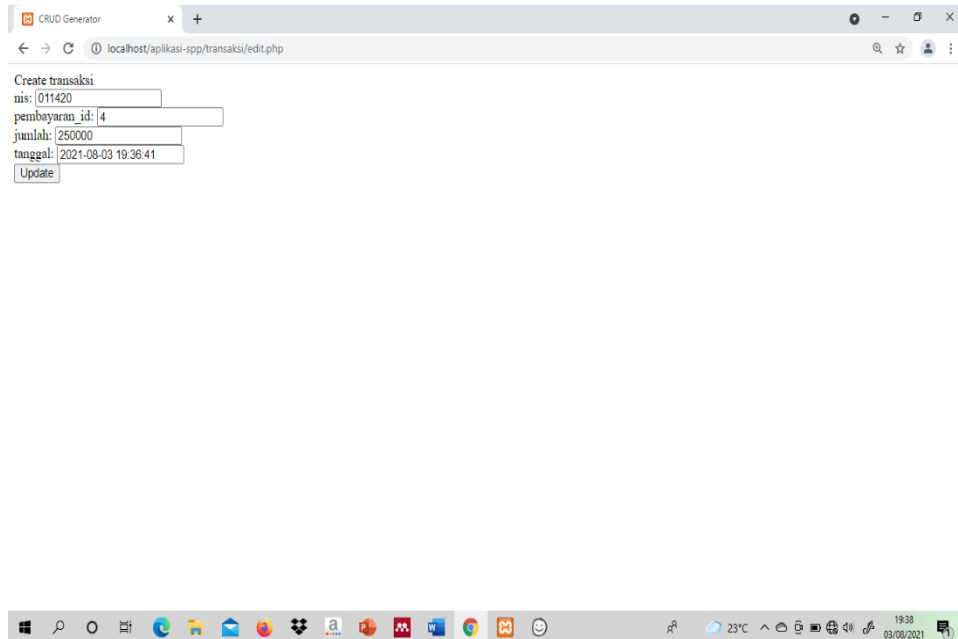 CRUD Generator
localhost/aplikasi-spp/transaksi/edit.php
Create transaksi
nis: 011420
pembayaran_id: 4
jumlah: 250000
tanggal: 2021-08-03 19:36:41
Update
23°C
19:38
03/08/2021